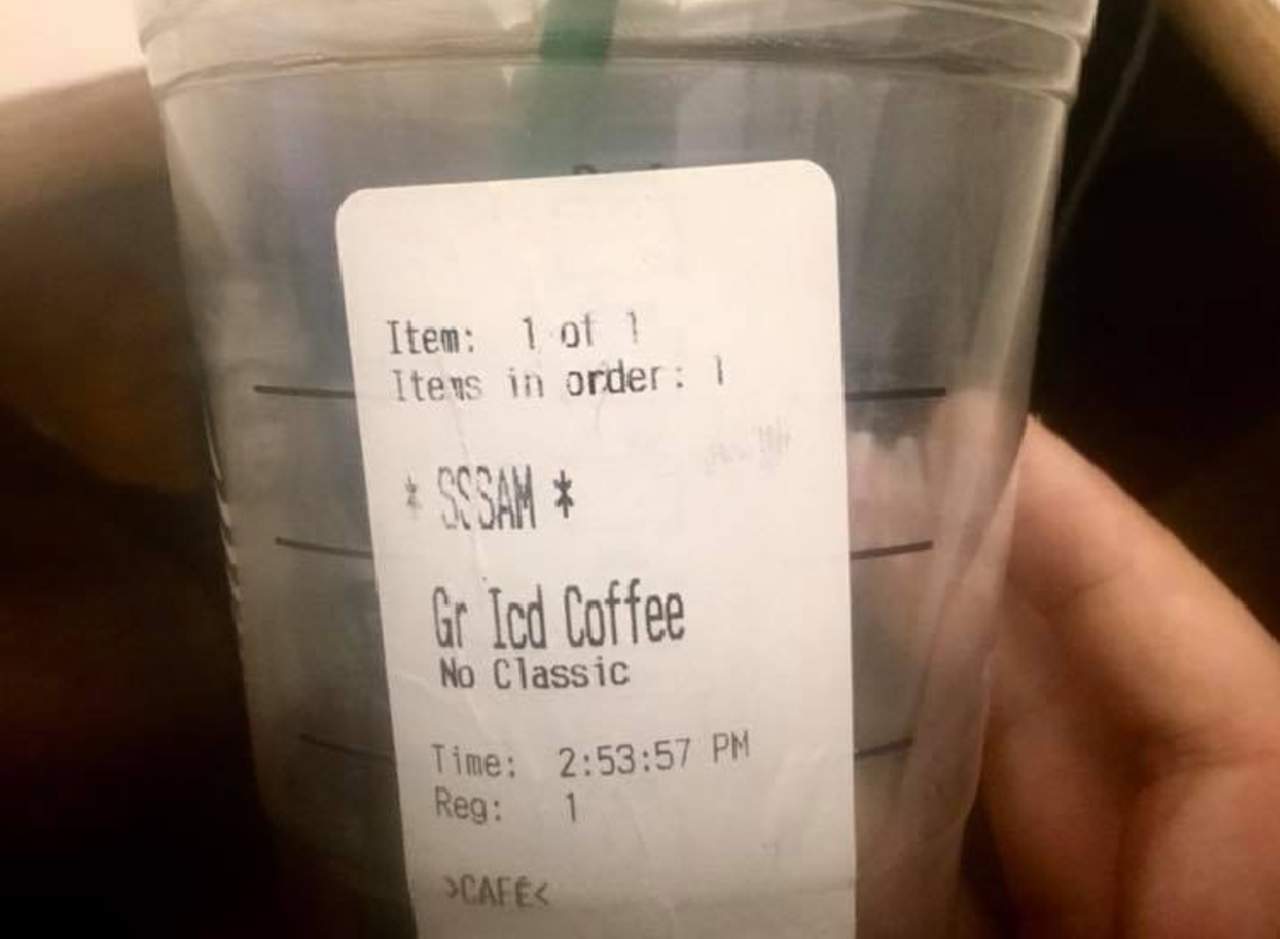 Item: 1 of 1
Items in order: 1
* SSSAM *
Gr Icd Coffee
No Classic
Time: 2:53:57 PM
Reg: 1
>CAFE<